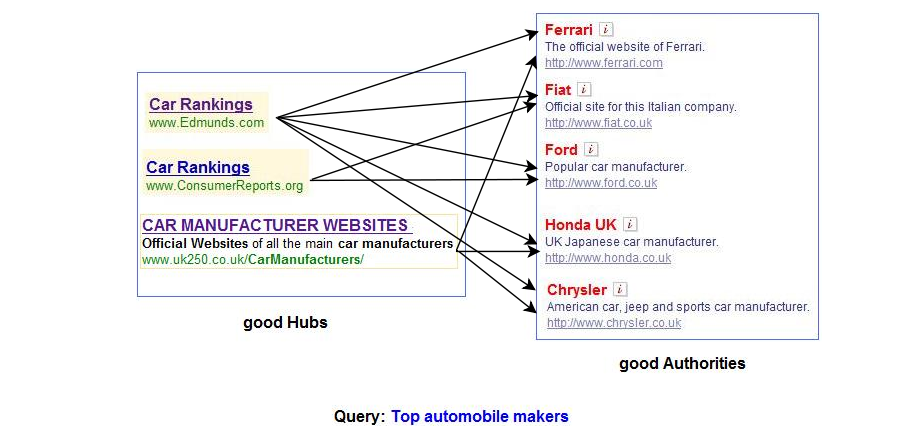 Car Rankings
www.Edmunds.com
Car Rankings
www.ConsumerReports.org
CAR MANUFACTURER WEBSITES
Official Websites of all the main car manufacturers
www.uk250.co.uk/CarManufacturers/
good Hubs
Ferrari i
The official website of Ferrari.
http://www.ferrari.com
Fiat i
Official site for this Italian company.
http://www.fiat.co.uk
Ford i
Popular car manufacturer.
http://www.ford.co.uk
Honda UK i
UK Japanese car manufacturer.
http://www.honda.co.uk
Chrysler i
American car, jeep and sports car manufacturer.
http://www.chrysler.co.uk
good Authorities
Query: Top automobile makers